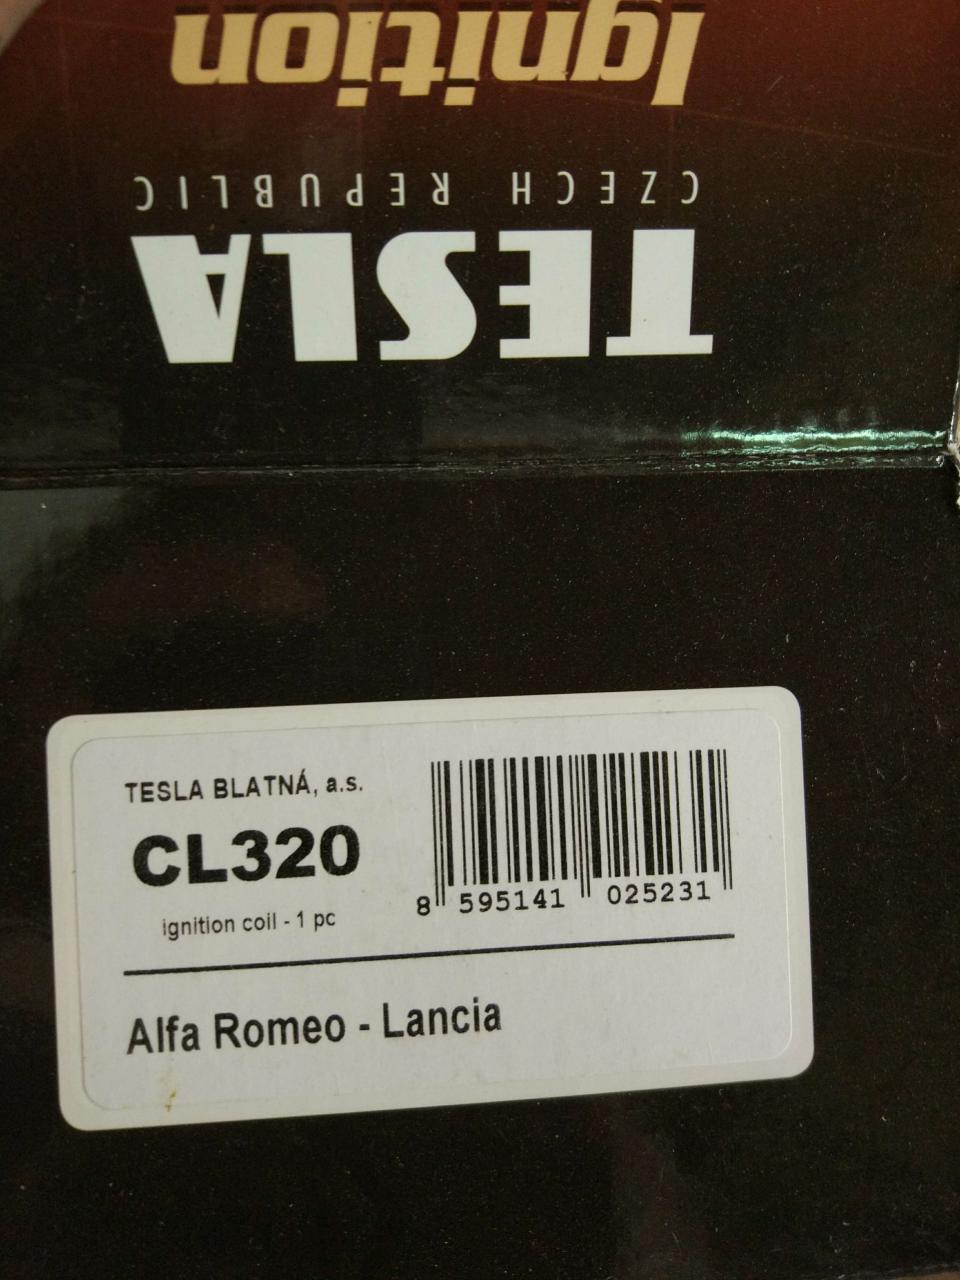 Ignition
CZECH REPUBLIC
TESLA
TESLA BLATNÁ, a.s.
CL320
ignition coil - 1 pc
8 595141 025231
Alfa Romeo - Lancia